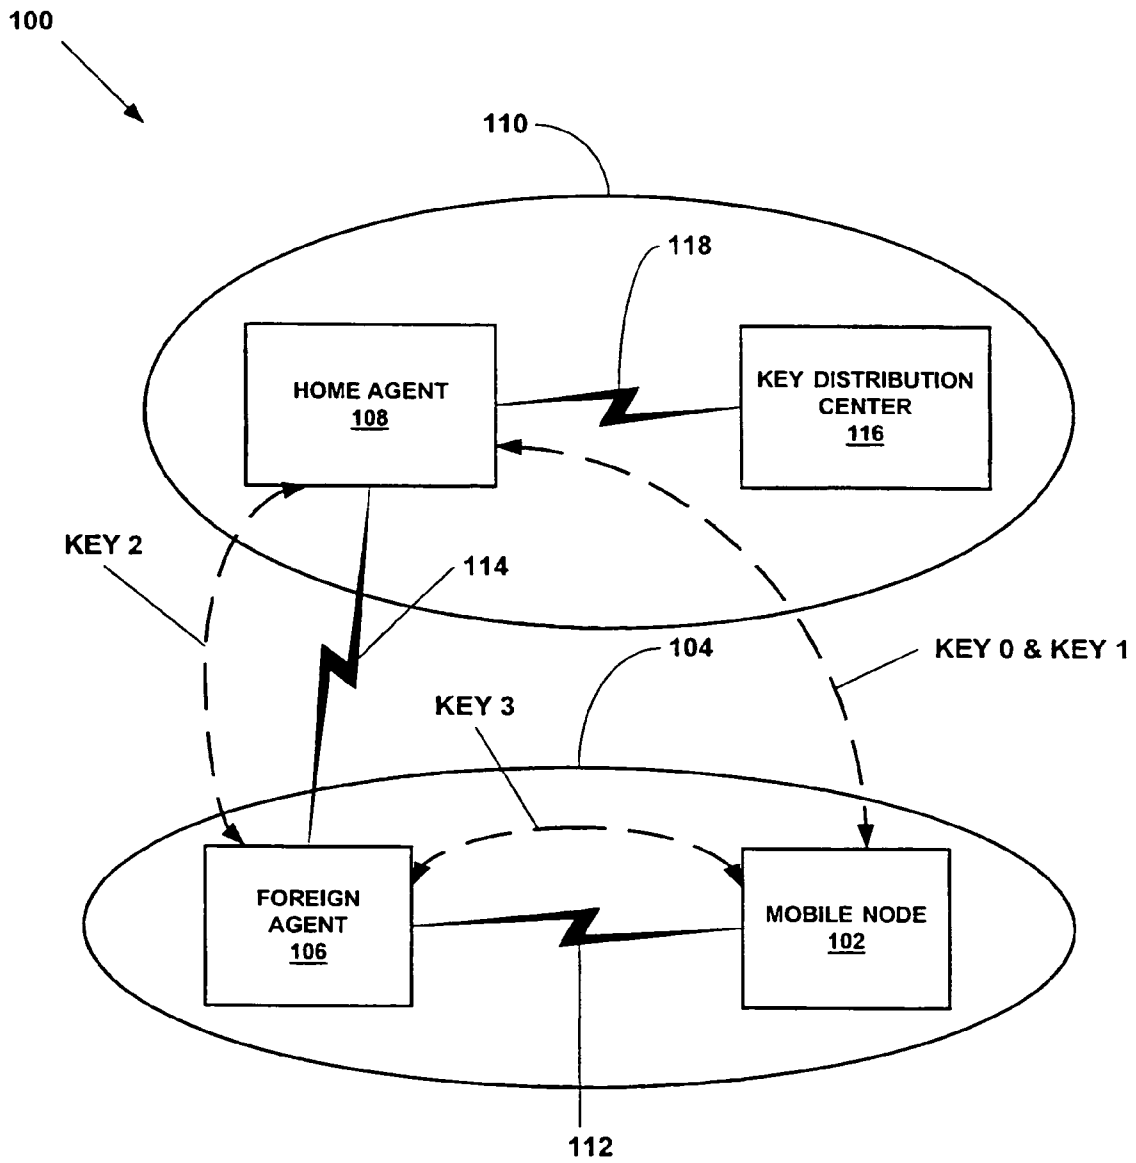 100
110
118
HOME AGENT
108
KEY DISTRIBUTION
CENTER
116
KEY 2
114
104
KEY 0 & KEY 1
KEY 3
FOREIGN
AGENT
106
MOBILE NODE
102
112